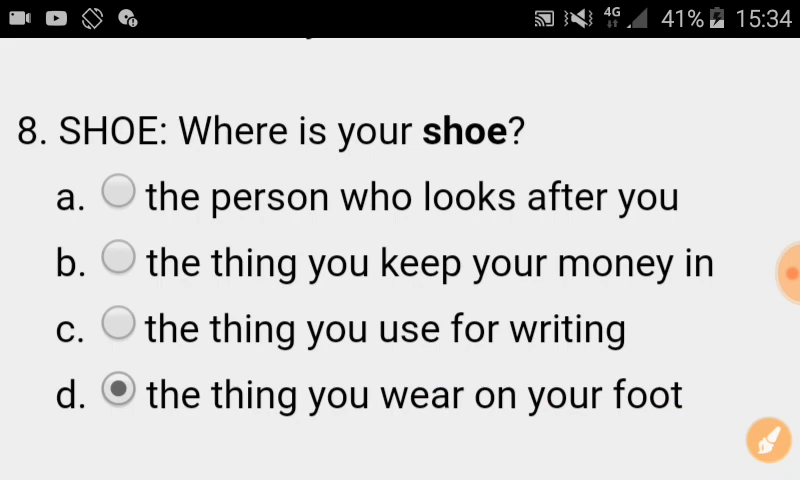 4G 41% 15:34
8. SHOE: Where is your shoe?
a. the person who looks after you
b. the thing you keep your money in
c. the thing you use for writing
d. the thing you wear on your foot